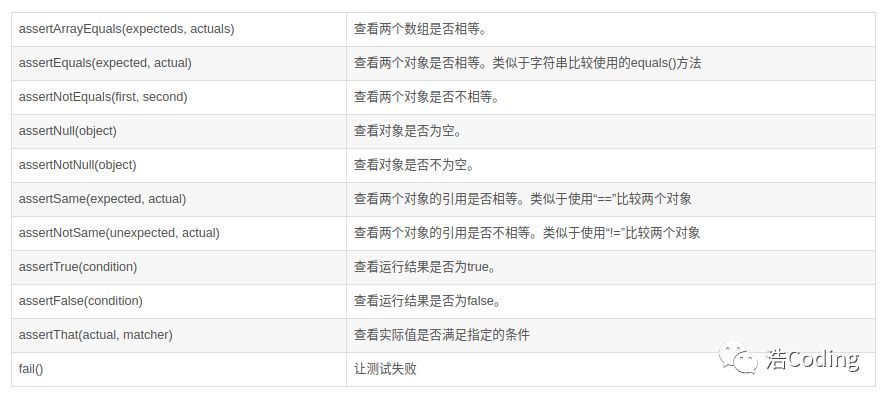 assertArrayEquals(expecteds, actuals) 查看两个数组是否相等。
assertEquals(expected, actual) 查看两个对象是否相等。类似于字符串比较使用的equals()方法
assertNotEquals(first, second) 查看两个对象是否不相等。
assertNull(object) 查看对象是否为空。
assertNotNull(object) 查看对象是否不为空。
assertSame(expected, actual) 查看两个对象的引用是否相等。类似于使用“==”比较两个对象
assertNotSame(unexpected, actual) 查看两个对象的引用是否不相等。类似于使用“!=”比较两个对象
assertTrue(condition) 查看运行结果是否为true。
assertFalse(condition) 查看运行结果是否为false。
assertThat(actual, matcher) 查看实际值是否满足指定的条件
fail() 让测试失败
浩Coding